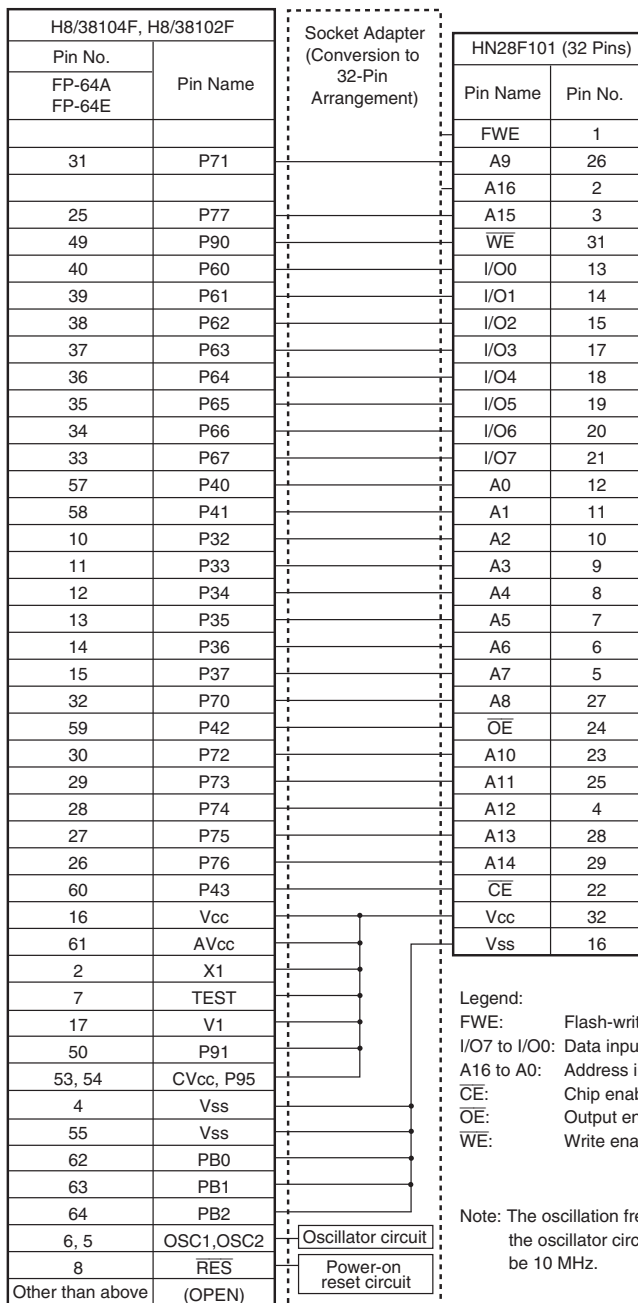 H8/38104F, H8/38102F
Pin No.
FP-64A
FP-64E
Pin Name
31 P71
25 P77
49 P90
40 P60
39 P61
38 P62
37 P63
36 P64
35 P65
34 P66
33 P67
57 P40
58 P41
10 P32
11 P33
12 P34
13 P35
14 P36
15 P37
32 P70
59 P42
30 P72
29 P73
28 P74
27 P75
26 P76
60 P43
16 Vcc
61 AVcc
2 X1
7 TEST
17 V1
50 P91
53, 54 CVcc, P95
4 Vss
55 Vss
62 PB0
63 PB1
64 PB2
6, 5 OSC1,OSC2
8 RES
Other than above (OPEN)
Socket Adapter
(Conversion to
32-Pin
Arrangement)
Oscillator circuit
Power-on
reset circuit
HN28F101 (32 Pins)
Pin Name Pin No.
FWE 1
A9 26
A16 2
A15 3
WE 31
I/O0 13
I/O1 14
I/O2 15
I/O3 17
I/O4 18
I/O5 19
I/O6 20
I/O7 21
A0 12
A1 11
A2 10
A3 9
A4 8
A5 7
A6 6
A7 5
A8 27
OE 24
A10 23
A11 25
A12 4
A13 28
A14 29
CE 22
Vcc 32
Vss 16
Legend:
FWE:
I/O7 to I/O0: Data
A16 to A0: Address
CE: Chip
OE: Output
WE: Write
Note: The oscillation
the oscillator
be 10 MHz.